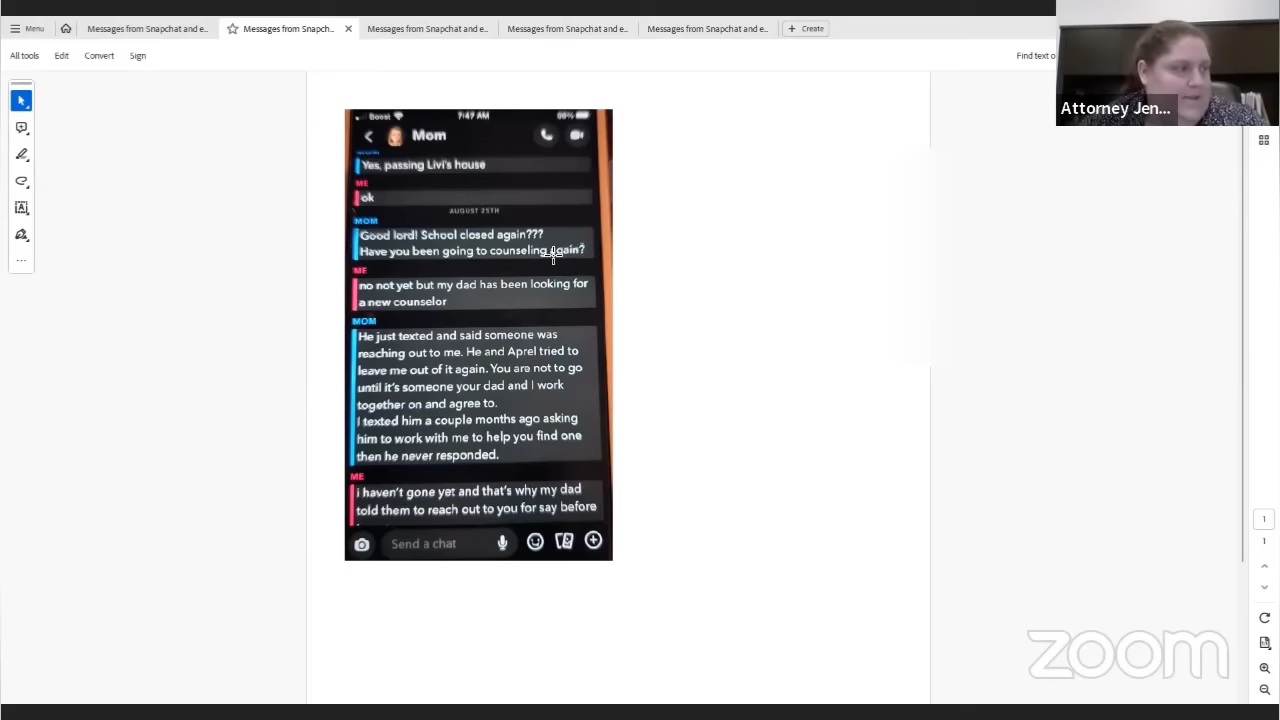 Menu
Messages from Snapchat and e...
Messages from Snapch...
Messages from Snapchat and e...
Messages from Snapchat and e...
Messages from Snapchat and e...
+ Create
All tools
Edit
Convert
Sign
Find text o
Attorney Jen...
Boost
7:47 AM
Mom
Yes, passing Livi's house
ME
ok
AUGUST 25TH
MOM
Good lord! School closed again???
Have you been going to counseling again?
ME
no not yet but my dad has been looking for
a new counselor
MOM
He just texted and said someone was
reaching out to me. He and Aprel tried to
leave me out of it again. You are not to go
until it's someone your dad and I work
together on and agree to.
I texted him a couple months ago asking
him to work with me to help you find one
then he never responded.
ME
i haven't gone yet and that's why my dad
told them to reach out to you for say before
Send a chat
1
1
zoom